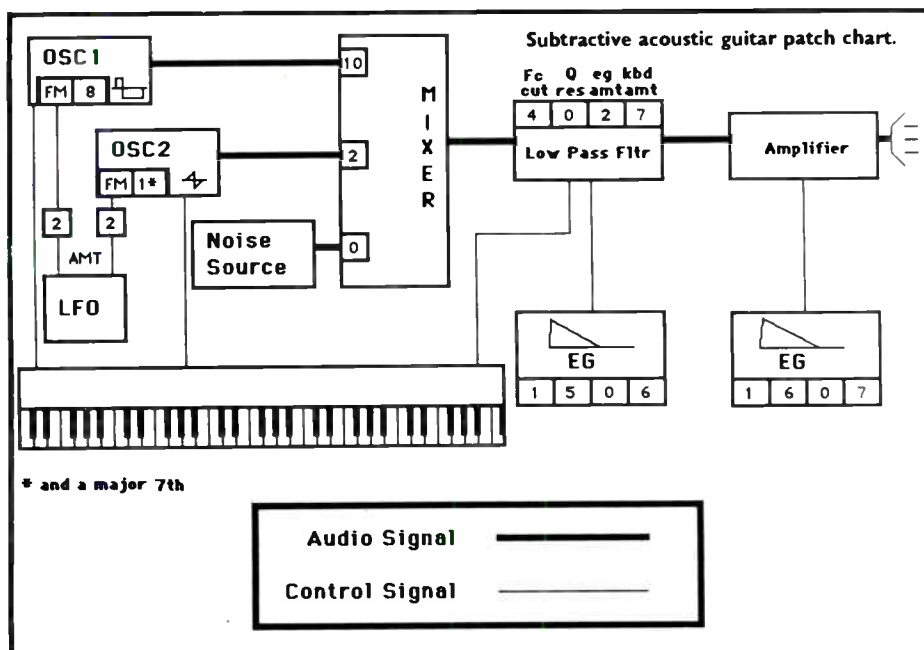 Subtractive acoustic guitar patch chart.
OSC1
FM 8
10
MIXER
Fc Q eg kbd
cut res amt amt
4 0 2 7
Low Pass Fltr
Amplifier
OSC2
FM 1*
2
2 2
AMT
LFO
Noise
Source
0
EG
1 5 0 6
EG
1 6 0 7
* and a major 7th
Audio Signal
Control Signal